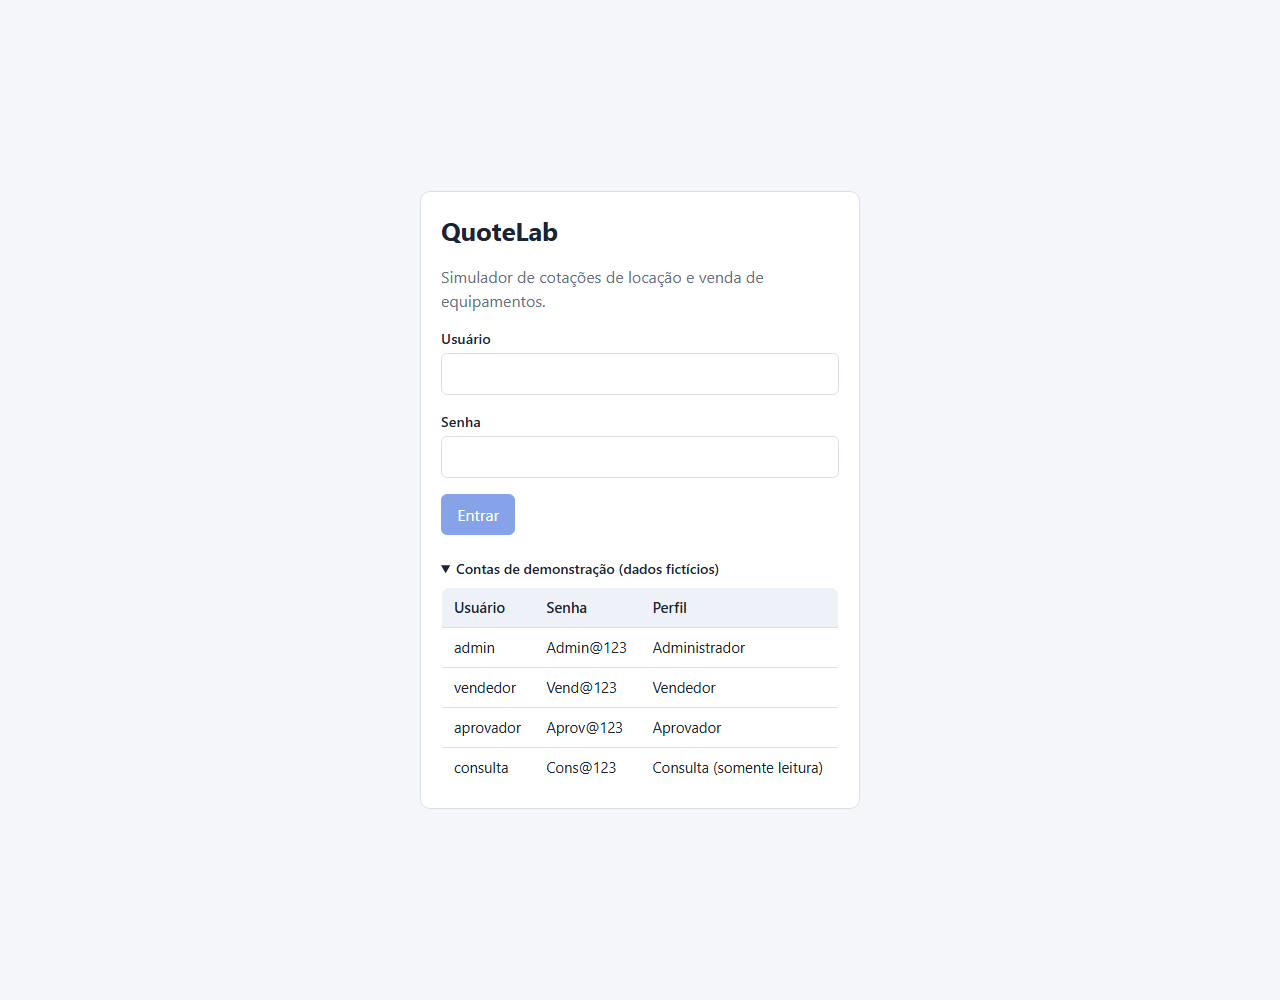 QuoteLab
Simulador de cotações de locação e venda de
equipamentos.
Usuário
Senha
Entrar
▼ Contas de demonstração (dados fictícios)
Usuário Senha Perfil
admin Admin@123 Administrador
vendedor Vend@123 Vendedor
aprovador Aprov@123 Aprovador
consulta Cons@123 Consulta (somente leitura)